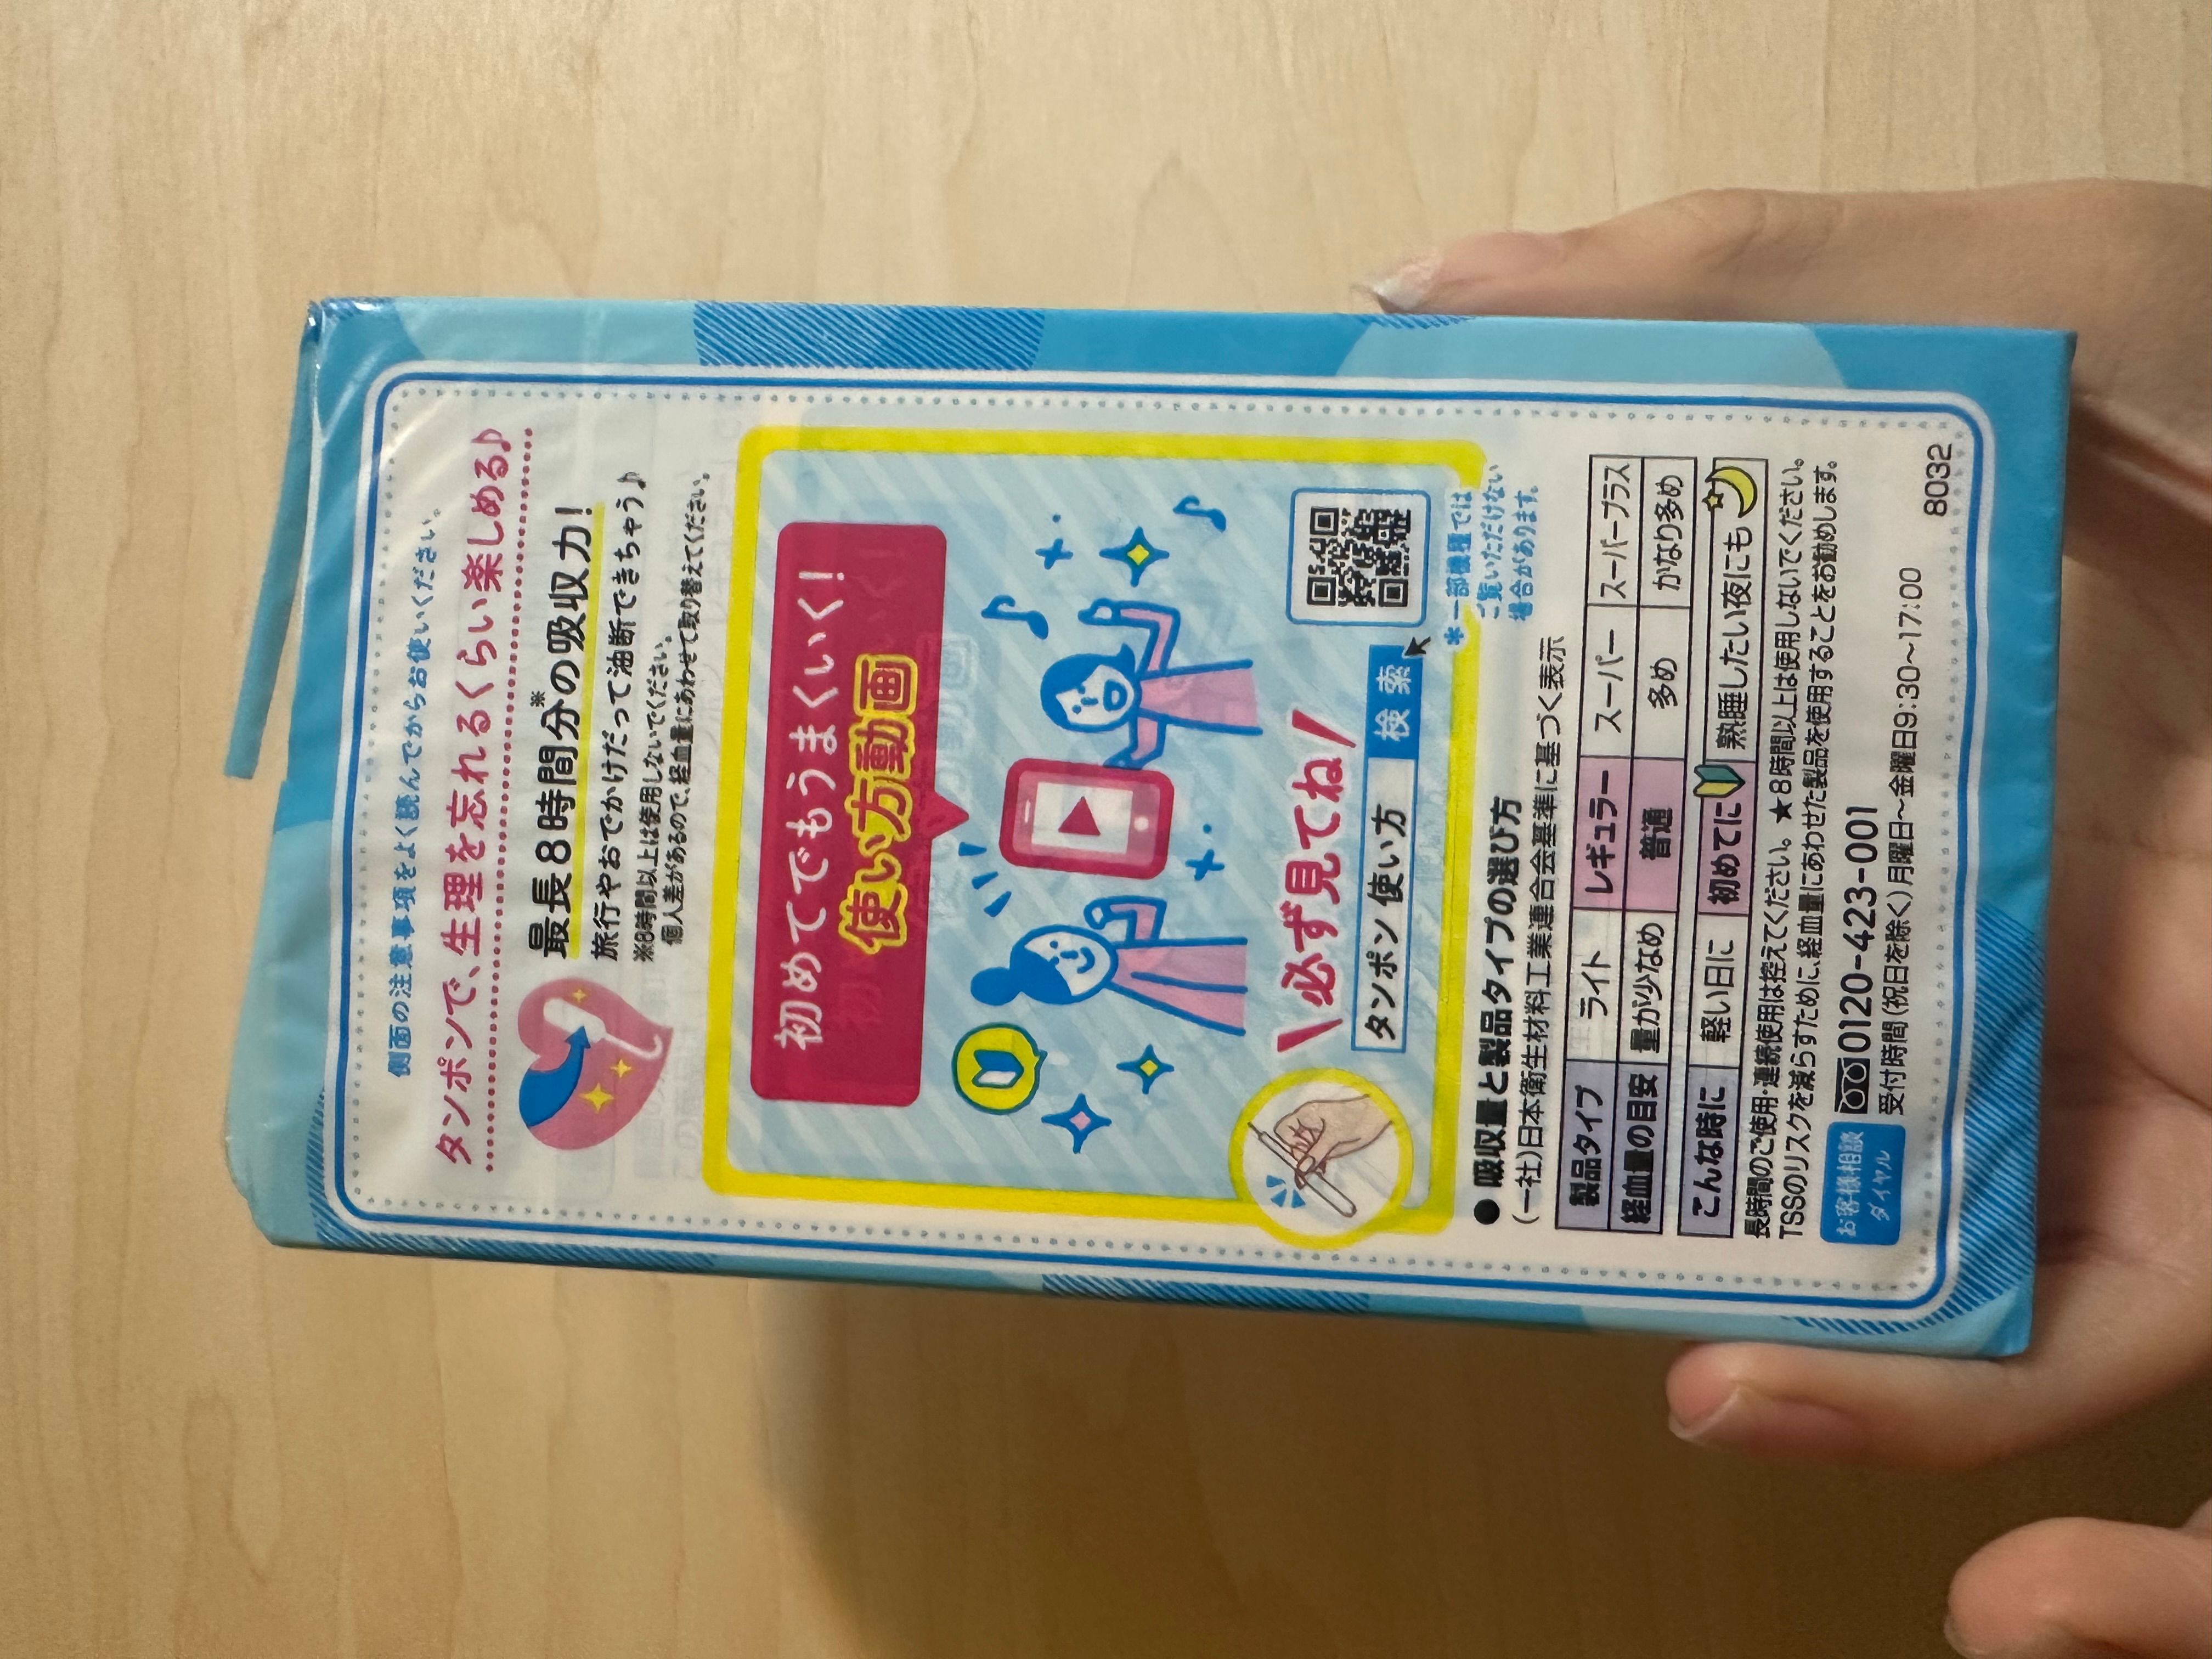 側面の注意事項をよく読んでからお使いください。
タンポンで、生理を忘れるくらい楽しめる♪
最長8時間分※の吸収力!
旅行やおでかけだって油断できちゃう♪
※8時間以上は使用しないでください。
個人差があるので、経血量にあわせて取り替えてください。
初めてでもうまくいく!
使い方動画
必ず見てね
タンポン 使い方 検索
*一部機種では
ご覧いただけない
場合があります。
● 吸収量と製品タイプの選び方
(一社)日本衛生材料工業連合会基準に基づく表示
製品タイプ ライト レギュラー スーパー スーパープラス
経血量の目安 量が少なめ 普通 多め かなり多め
こんな時に 軽い日に 初めてに 熟睡したい夜にも
長時間のご使用・連続使用は控えてください。★8時間以上は使用しないでください。
TSSのリスクを減らすために、経血量にあわせた製品を使用することをお勧めします。
お客様相談
ダイヤル
0120-423-001
受付時間(祝日を除く)月曜日～金曜日9:30～17:00
8032